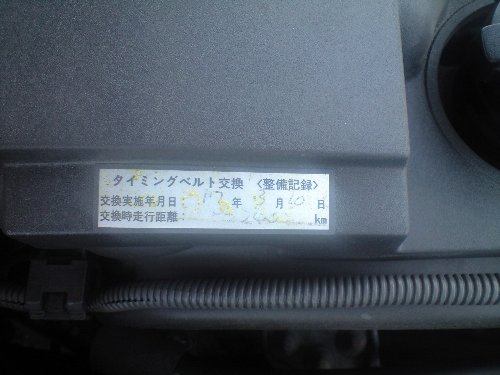 タイミングベルト交換 〈整備記録〉
交換実施年月日: 年 月 10 日
交換時走行距離: km